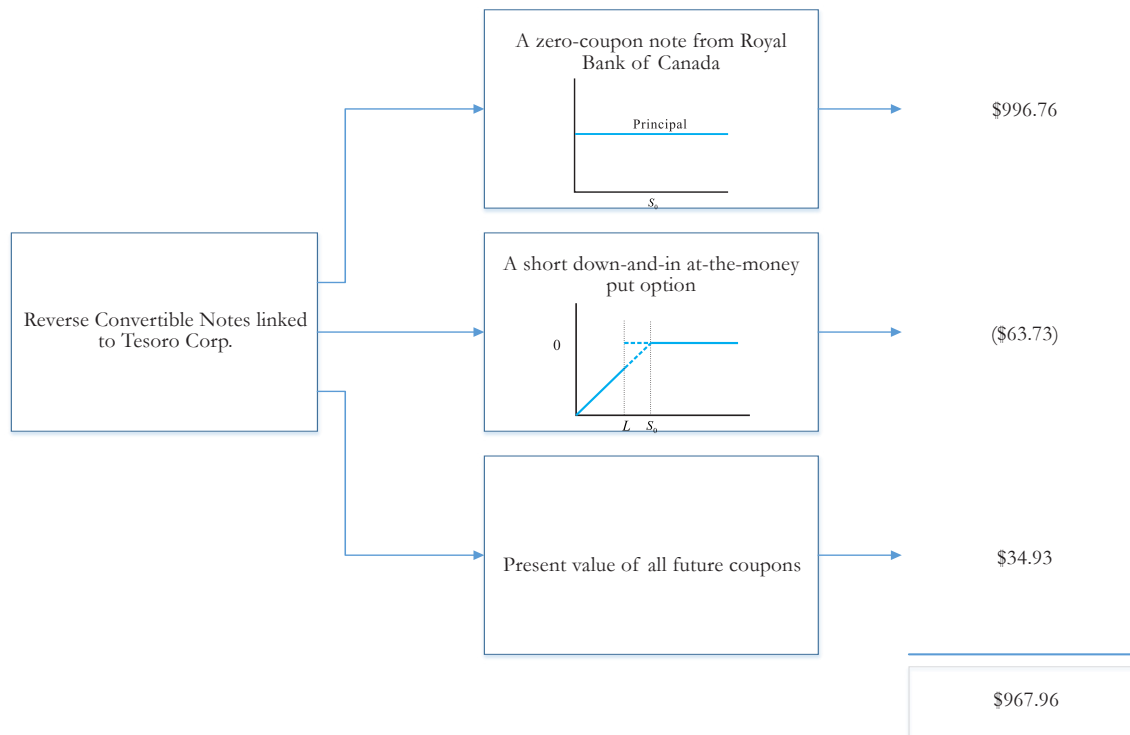 A zero-coupon note from Royal
Bank of Canada
Principal
S₀
$996.76
Reverse Convertible Notes linked
to Tesoro Corp.
A short down-and-in at-the-money
put option
0
L
S₀
($63.73)
Present value of all future coupons
$34.93
$967.96